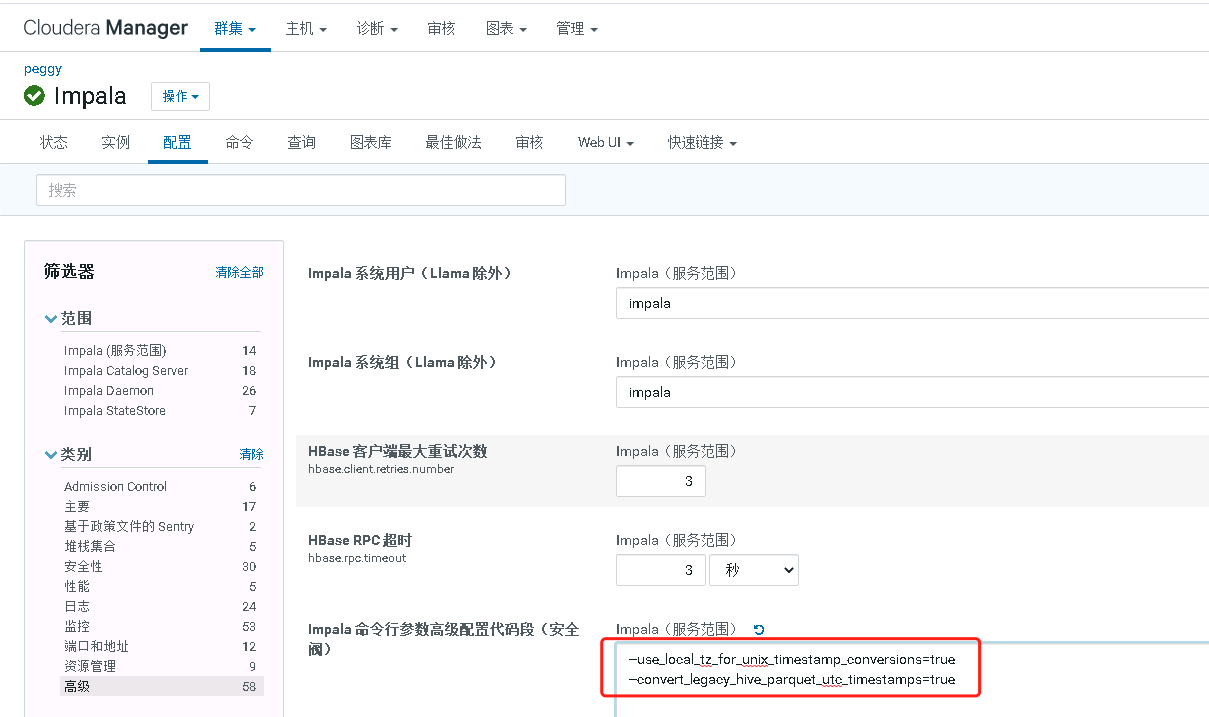 Cloudera Manager 群集 主机 诊断 审核 图表 管理
peggy
Impala 操作
状态 实例 配置 命令 查询 图表库 最佳做法 审核 Web UI 快速链接
搜索
筛选器 清除全部
范围
Impala (服务范围) 14
Impala Catalog Server 18
Impala Daemon 26
Impala StateStore 7
类别 清除
Admission Control 6
主要 17
基于政策文件的 Sentry 2
堆栈集合 5
安全性 30
性能 5
日志 24
监控 53
端口和地址 12
资源管理 9
高级 58
Impala 系统用户（Llama 除外） Impala（服务范围）
impala
Impala 系统组（Llama 除外） Impala（服务范围）
impala
HBase 客户端最大重试次数 Impala（服务范围）
hbase.client.retries.number
3
HBase RPC 超时 Impala（服务范围）
hbase.rpc.timeout
3 秒
Impala 命令行参数高级配置代码段（安全 Impala（服务范围）
阀）
–use_local_tz_for_unix_timestamp_conversions=true
–convert_legacy_hive_parquet_utc_timestamps=true